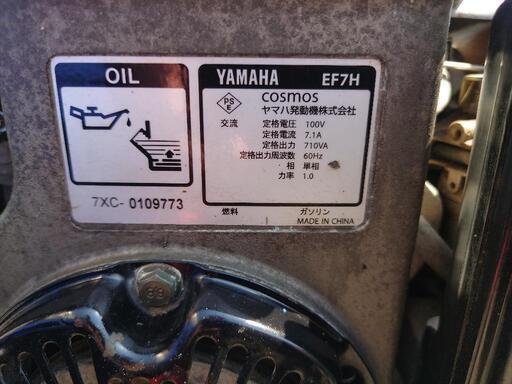 OIL
7XC- 0109773
YAMAHA EF7H
PS E
cosmos
ヤマハ発動機株式会社
交流 定格電圧 100V
定格電流 7.1A
定格出力 710VA
定格出力周波数 60Hz
相 単相
力率 1.0
燃料 ガソリン
MADE IN CHINA